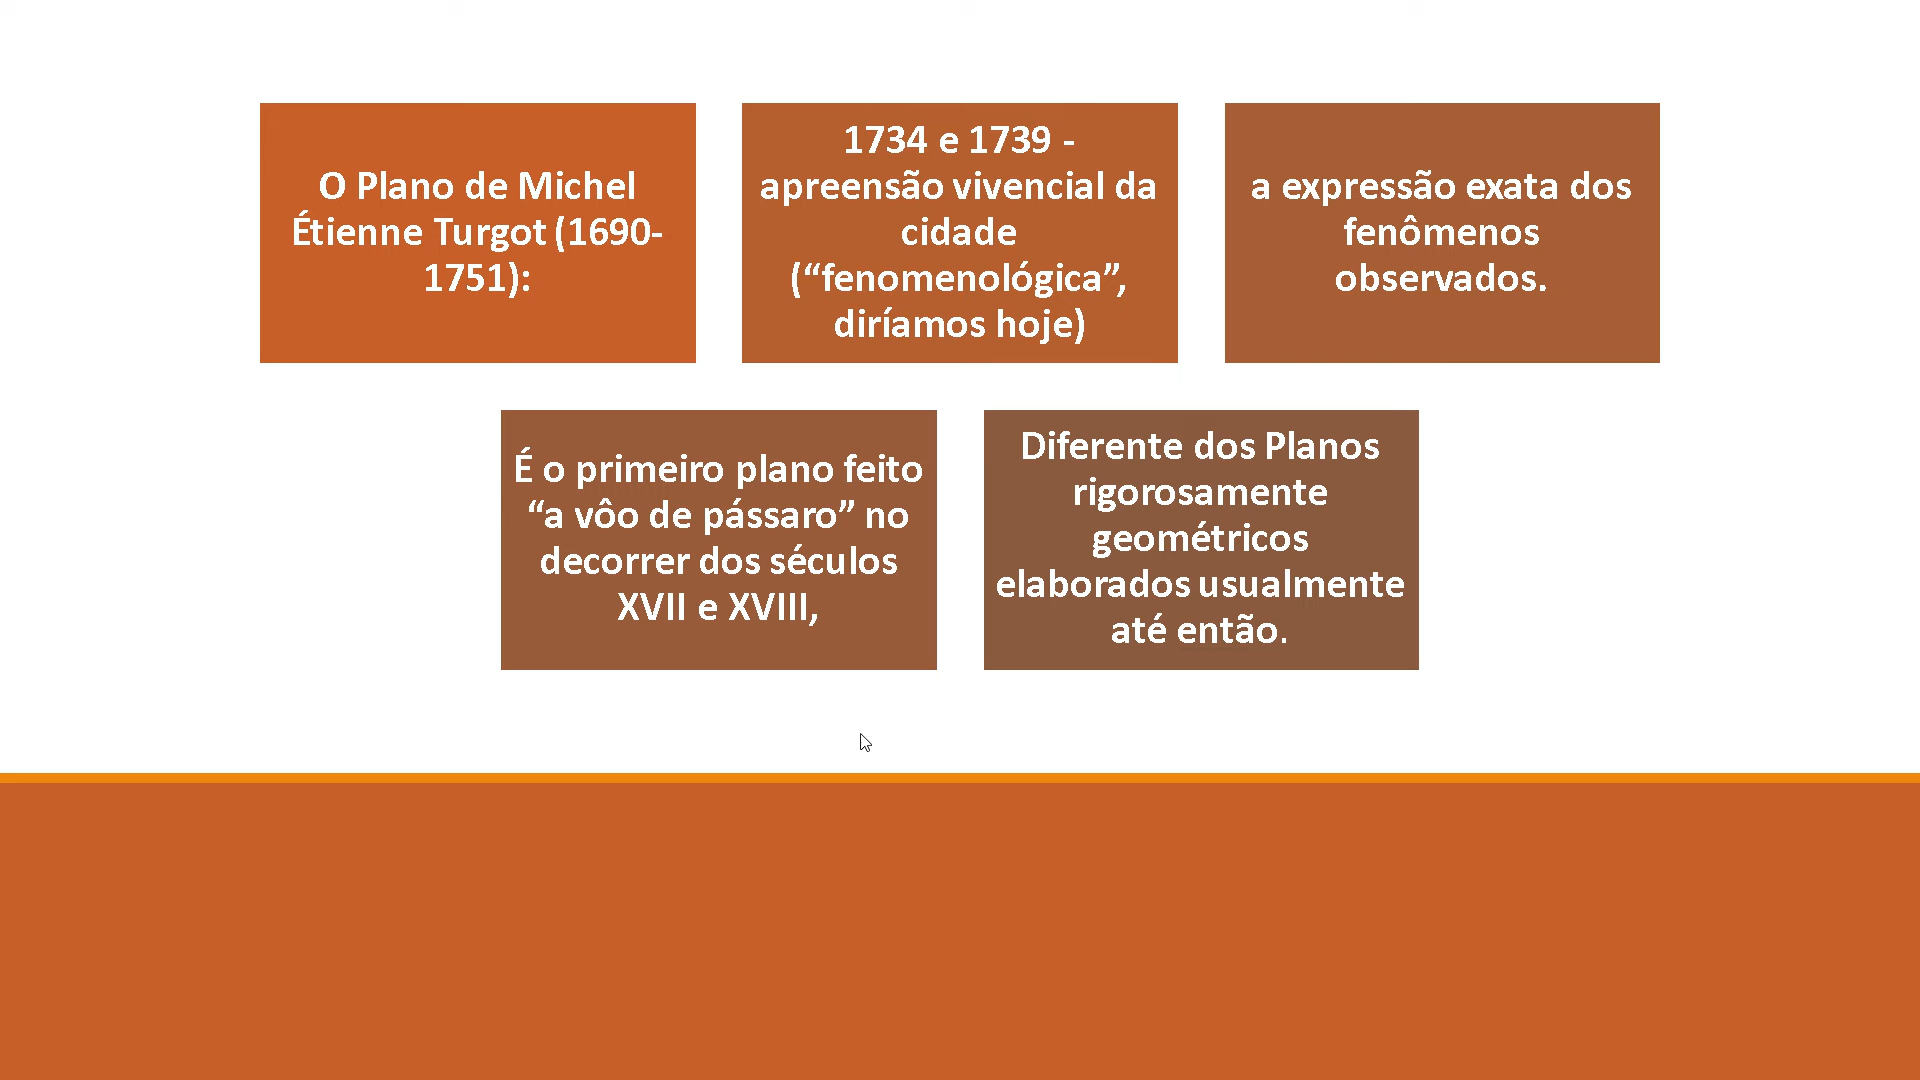 O Plano de Michel
Étienne Turgot (1690-
1751):
1734 e 1739 -
apreensão vivencial da
cidade
(“fenomenológica”,
diríamos hoje)
a expressão exata dos
fenômenos
observados.
É o primeiro plano feito
“a vôo de pássaro” no
decorrer dos séculos
XVII e XVIII,
Diferente dos Planos
rigorosamente
geométricos
elaborados usualmente
até então.